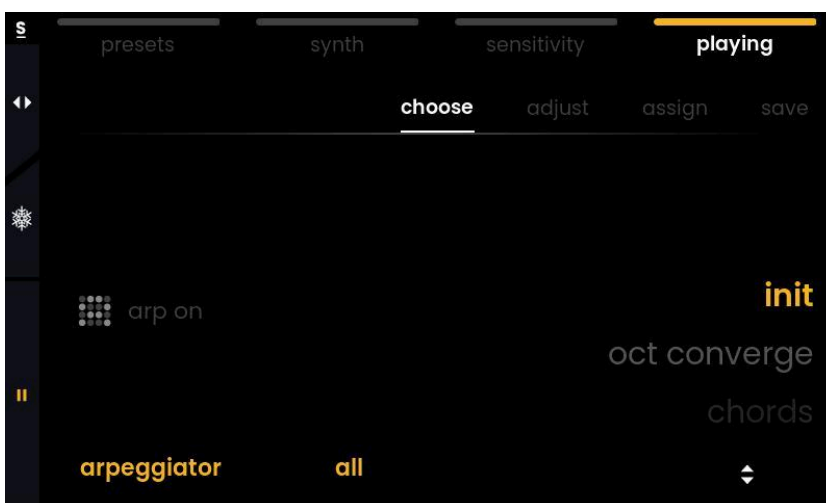 S
presets synth sensitivity playing
choose adjust assign save
init
arp on
oct converge
chords
arpeggiator all